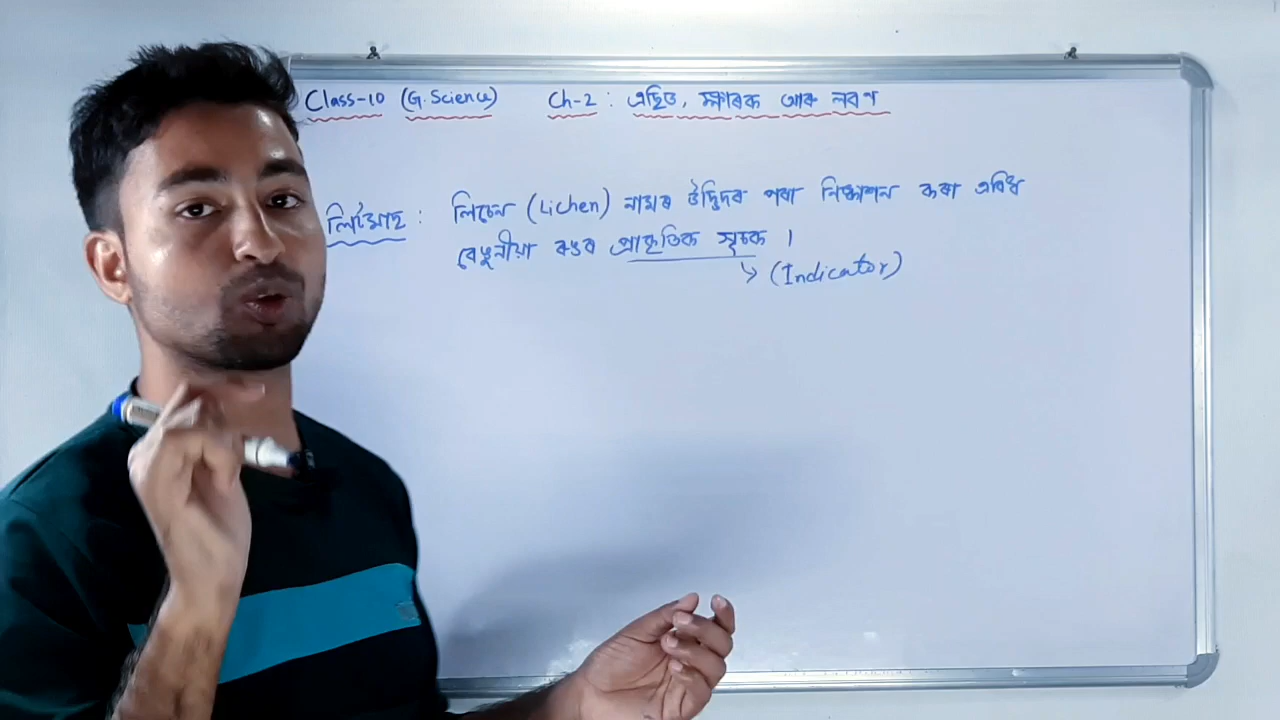 Class-10 (G. Science) Ch-2 : এছিড, ক্ষাৰক আৰু লৱণ
লিটমাছ : লিচেন (Lichen) নামৰ উদ্ভিদৰ পৰা নিষ্কাশন কৰা এবিধ
বেঙুনীয়া ৰঙৰ প্ৰাকৃতিক সূচক ।
(Indicator)